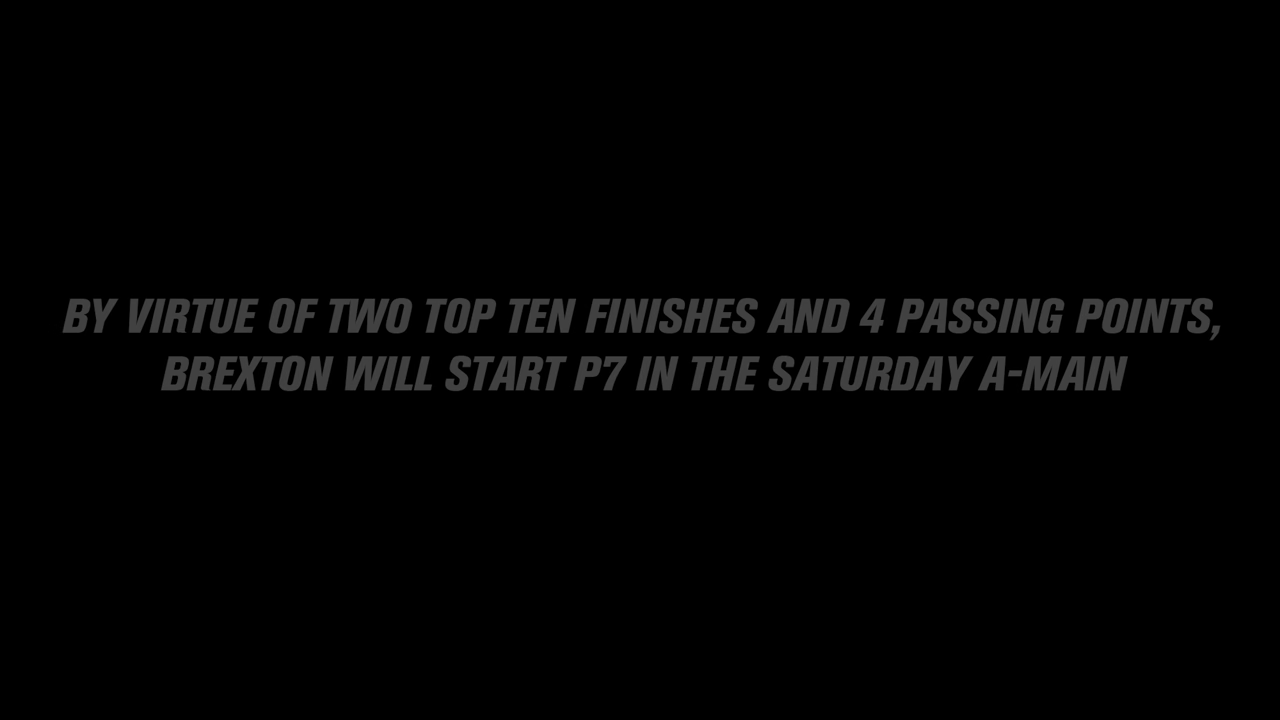 BY VIRTUE OF TWO TOP TEN FINISHES AND 4 PASSING POINTS,
BREXTON WILL START P7 IN THE SATURDAY A-MAIN